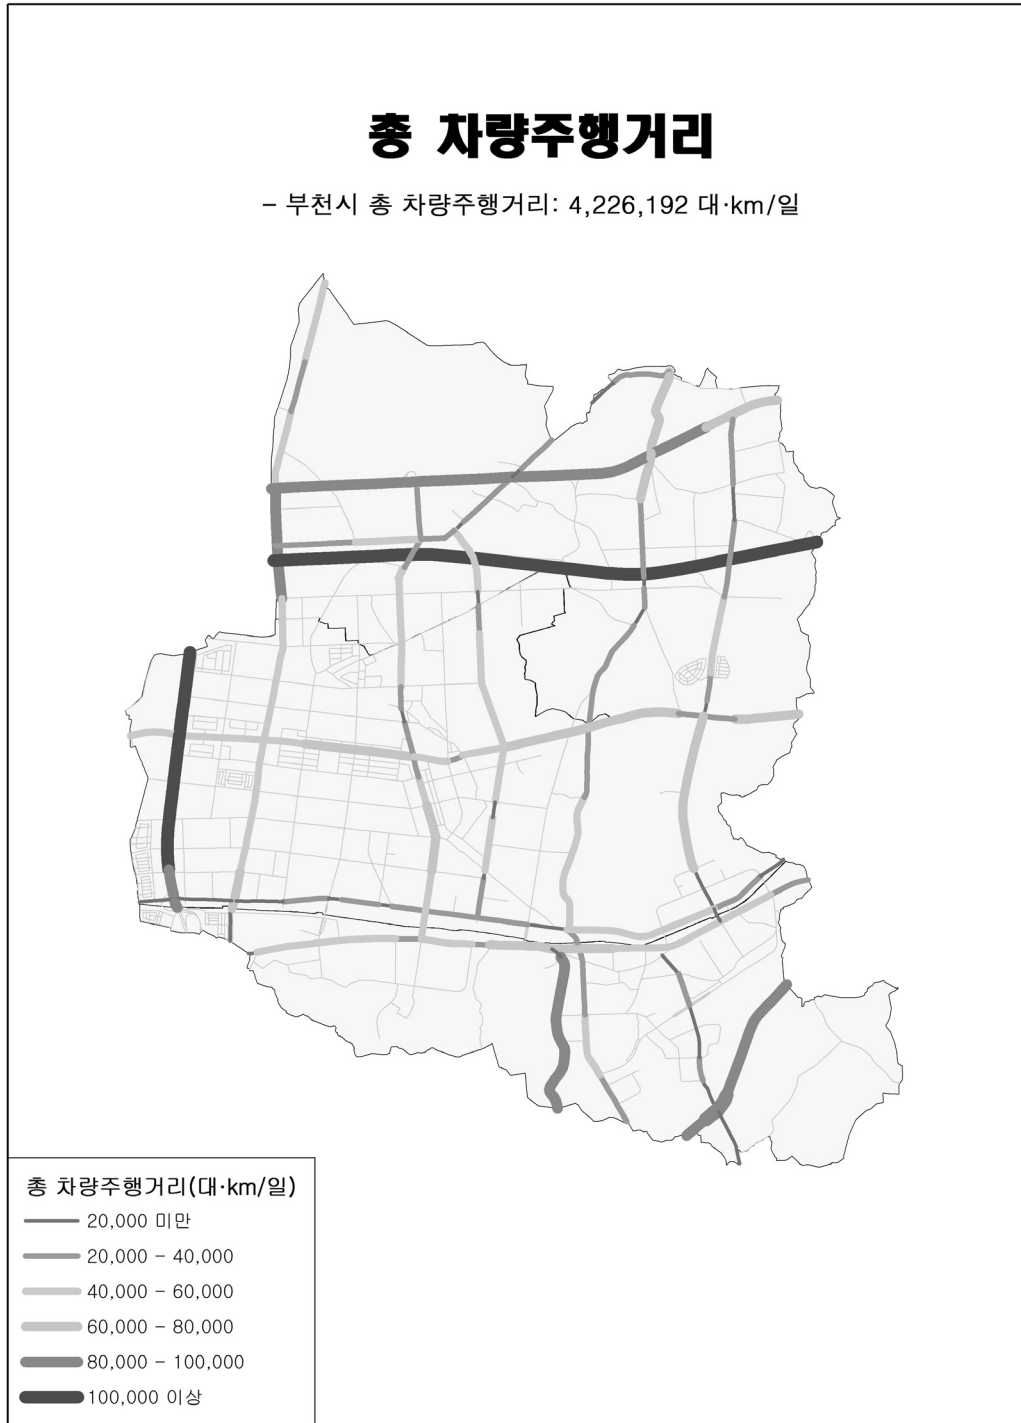 총 차량주행거리
- 부천시 총 차량주행거리: 4,226,192 대·km/일
총 차량주행거리(대·km/일)
20,000 미만
20,000 - 40,000
40,000 - 60,000
60,000 - 80,000
80,000 - 100,000
100,000 이상